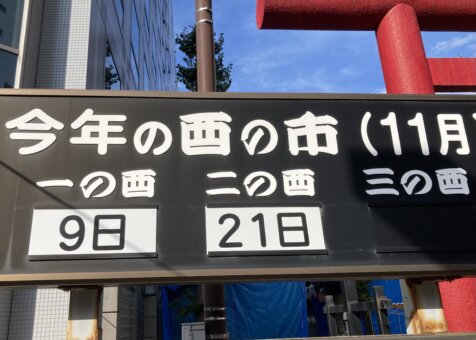 今年の酉の市(11月)
一の酉 二の酉 三の酉
9日 21日